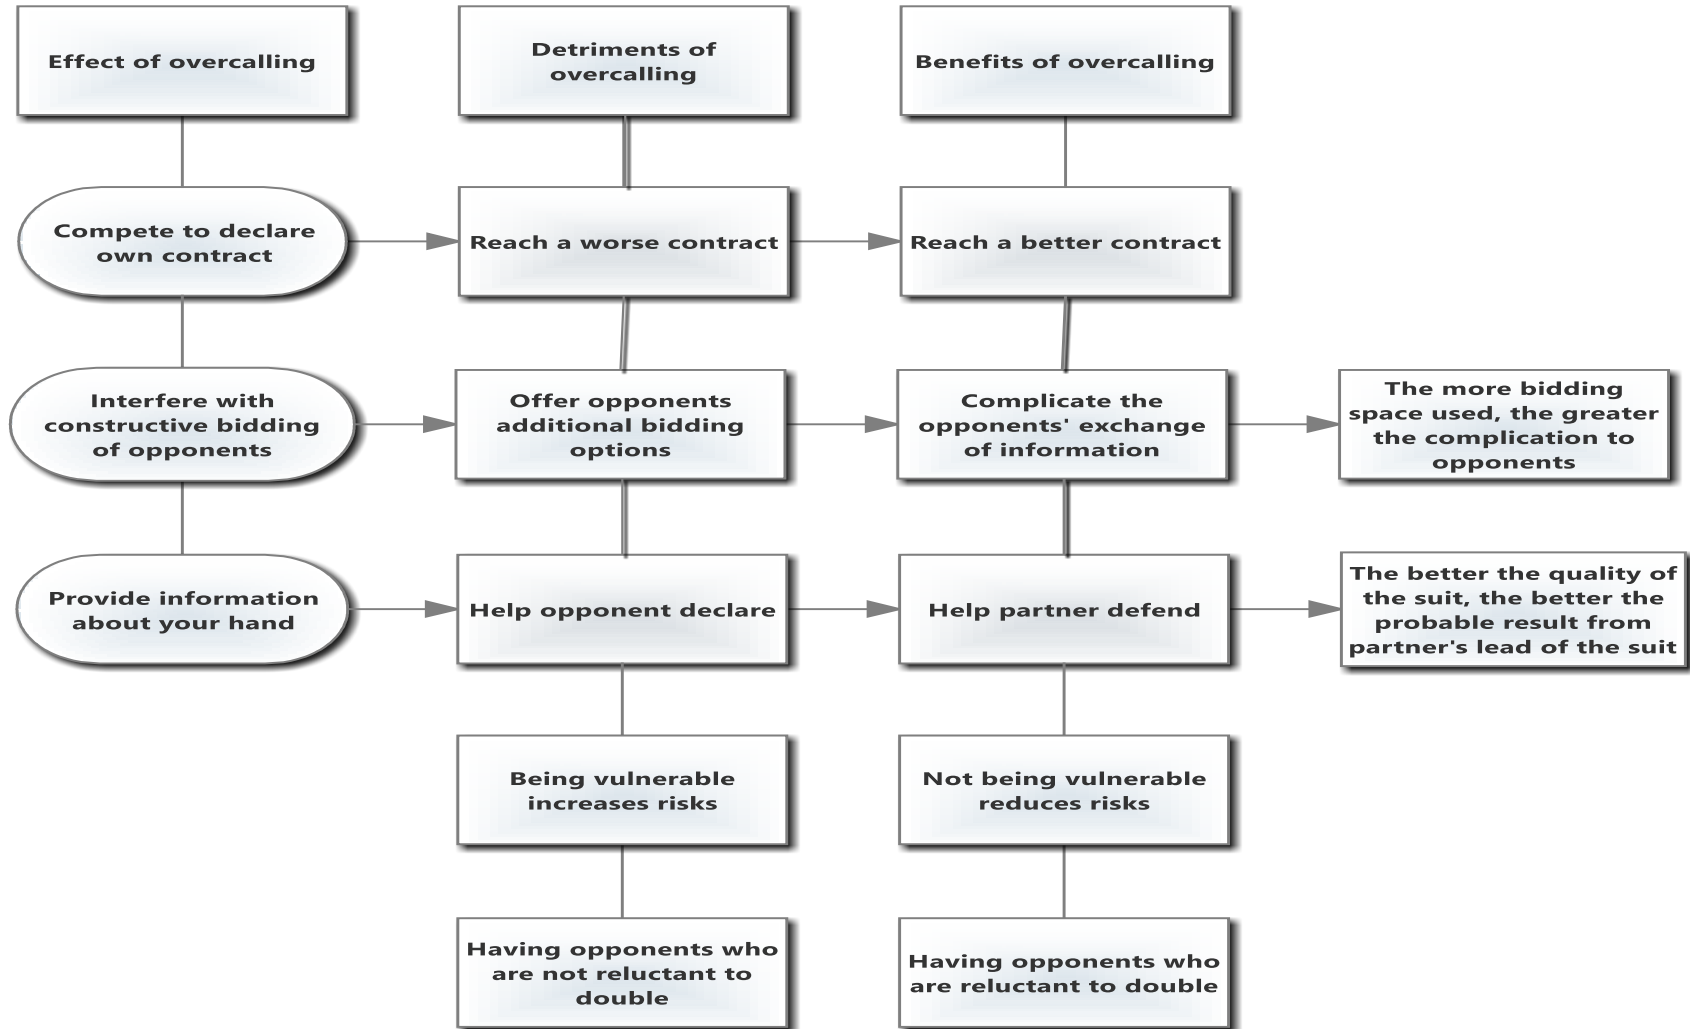 Effect of overcalling
Detriments of
overcalling
Benefits of overcalling
Compete to declare
own contract
Reach a worse contract
Reach a better contract
Interfere with
constructive bidding
of opponents
Offer opponents
additional bidding
options
Complicate the
opponents' exchange
of information
The more bidding
space used, the greater
the complication to
opponents
Provide information
about your hand
Help opponent declare
Help partner defend
The better the quality of
the suit, the better the
probable result from
partner's lead of the suit
Being vulnerable
increases risks
Not being vulnerable
reduces risks
Having opponents who
are not reluctant to
double
Having opponents who
are reluctant to double